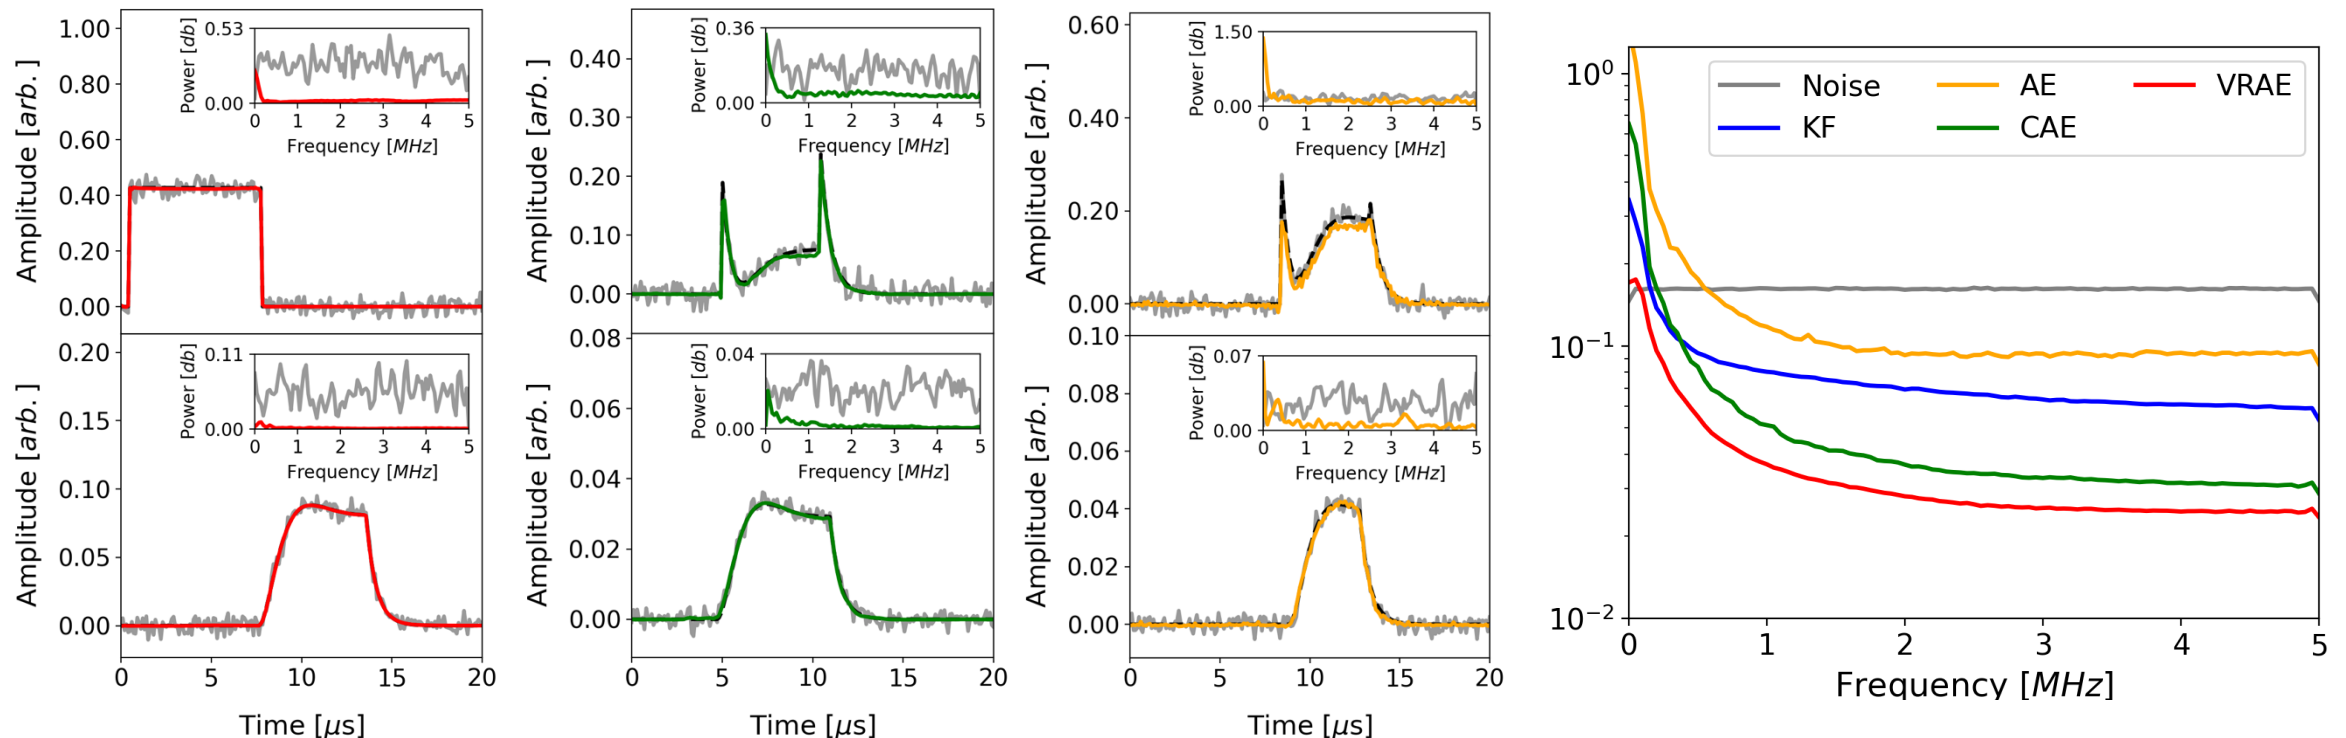 1.00
0.80
0.60
0.40
0.20
0.00
Amplitude [arb.]
0.53
0.00
Power [db]
0 1 2 3 4 5
Frequency [MHz]
0.20
0.15
0.10
0.05
0.00
Amplitude [arb.]
0.11
0.00
Power [db]
0 1 2 3 4 5
Frequency [MHz]
0 5 10 15 20
Time [μs]
0.40
0.30
0.20
0.10
0.00
Amplitude [arb.]
0.36
0.00
Power [db]
0 1 2 3 4 5
Frequency [MHz]
0.08
0.06
0.04
0.02
0.00
Amplitude [arb.]
0.04
0.00
Power [db]
0 1 2 3 4 5
Frequency [MHz]
0 5 10 15 20
Time [μs]
0.60
0.40
0.20
0.00
Amplitude [arb.]
1.50
0.00
Power [db]
0 1 2 3 4 5
Frequency [MHz]
0.10
0.08
0.06
0.04
0.02
0.00
Amplitude [arb.]
0.07
0.00
Power [db]
0 1 2 3 4 5
Frequency [MHz]
0 5 10 15 20
Time [μs]
10⁰
10⁻¹
10⁻²
Noise AE VRAE
KF CAE
0 1 2 3 4 5
Frequency [MHz]